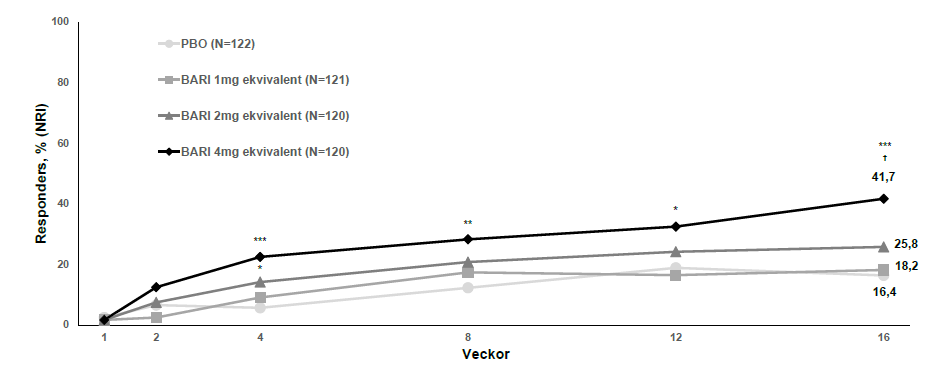 100
80
60
40
20
0
Responders, % (NRI)
PBO (N=122)
BARI 1mg ekvivalent (N=121)
BARI 2mg ekvivalent (N=120)
BARI 4mg ekvivalent (N=120)
***
*
**
*
***
†
41,7
25,8
18,2
16,4
1 2 4 8 12 16
Veckor